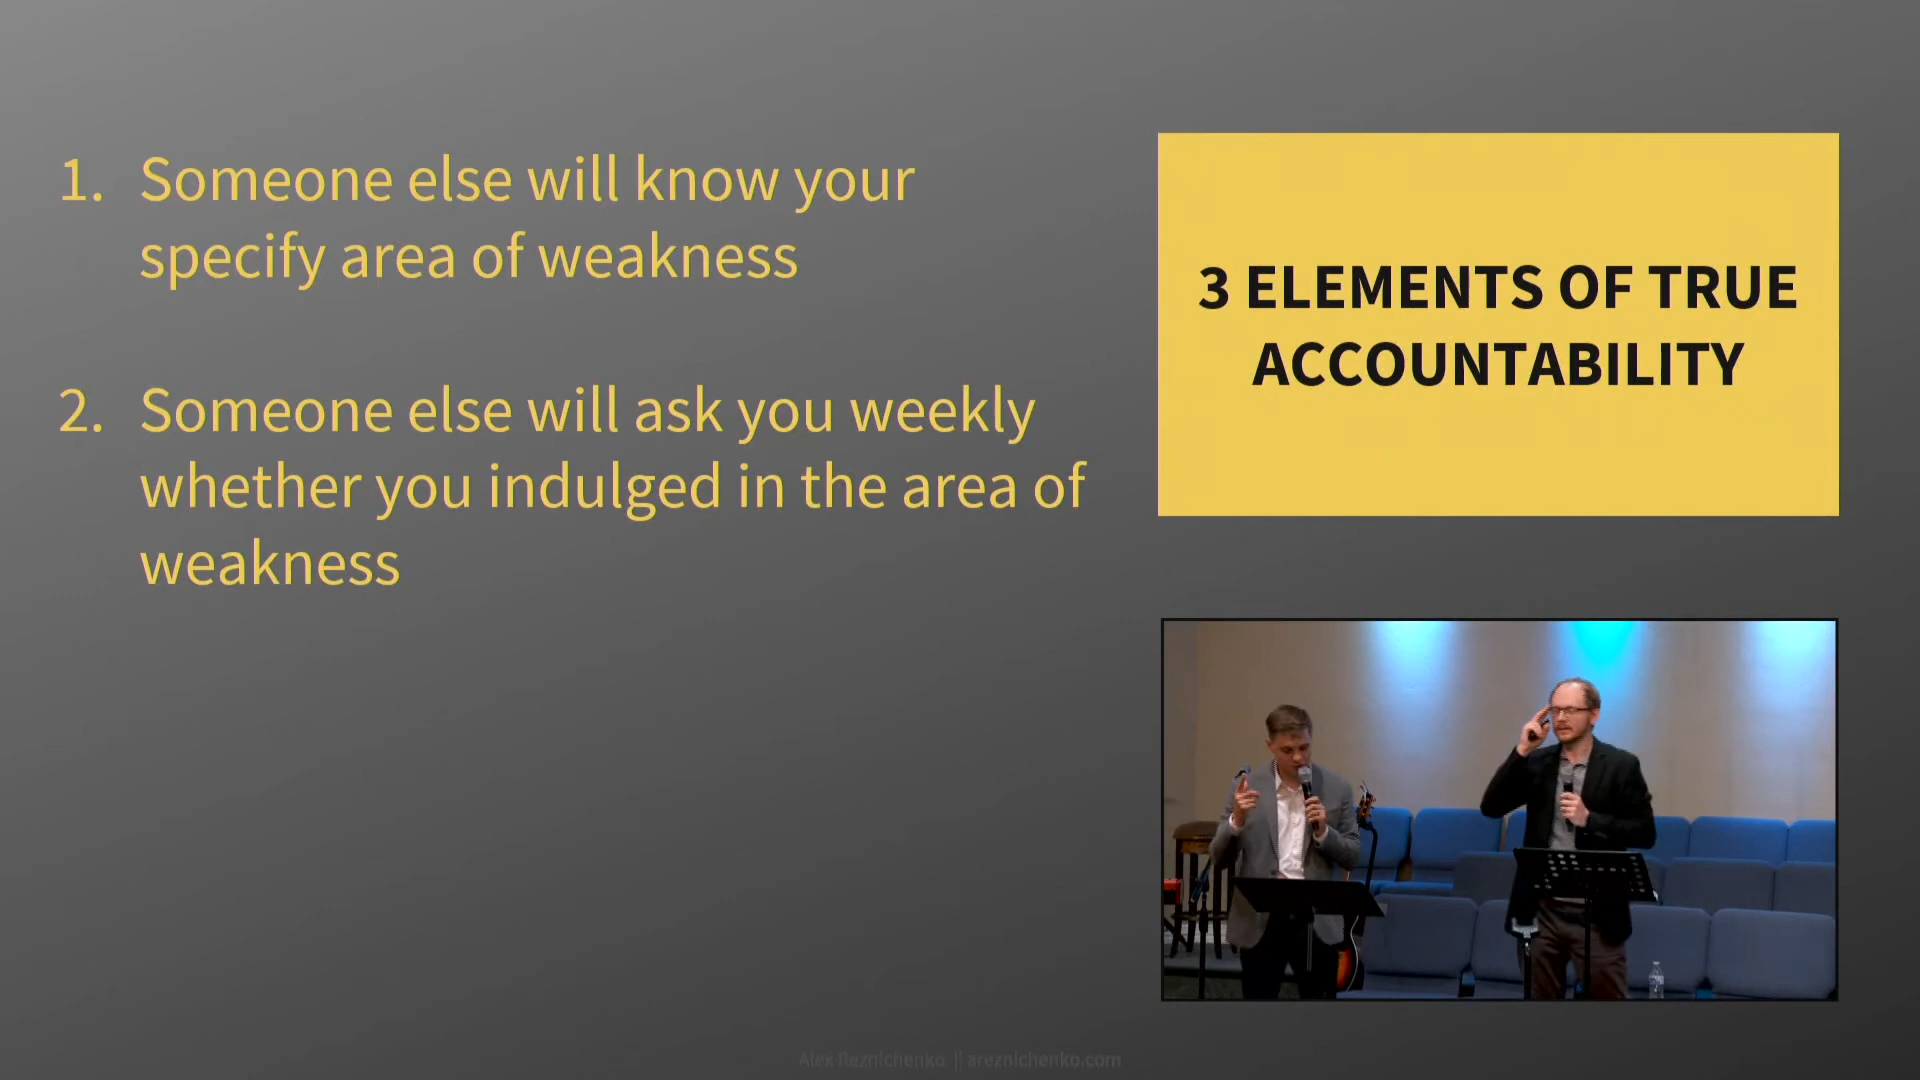 1. Someone else will know your
specify area of weakness
2. Someone else will ask you weekly
whether you indulged in the area of
weakness
3 ELEMENTS OF TRUE
ACCOUNTABILITY
Alex Reznichenko || areznichenko.com